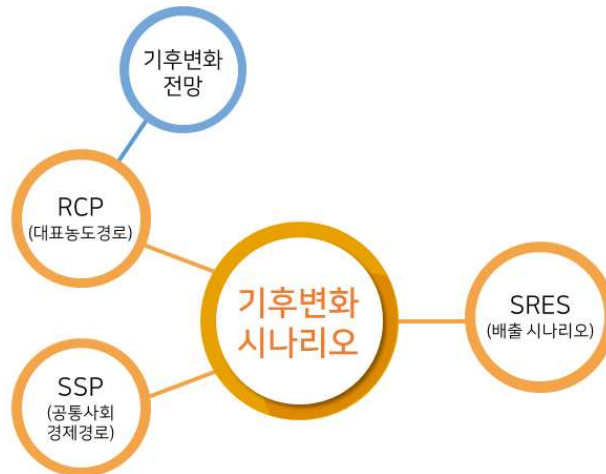 기후변화
전망
RCP
(대표농도경로)
기후변화
시나리오
SRES
(배출 시나리오)
SSP
(공통사회
경제경로)